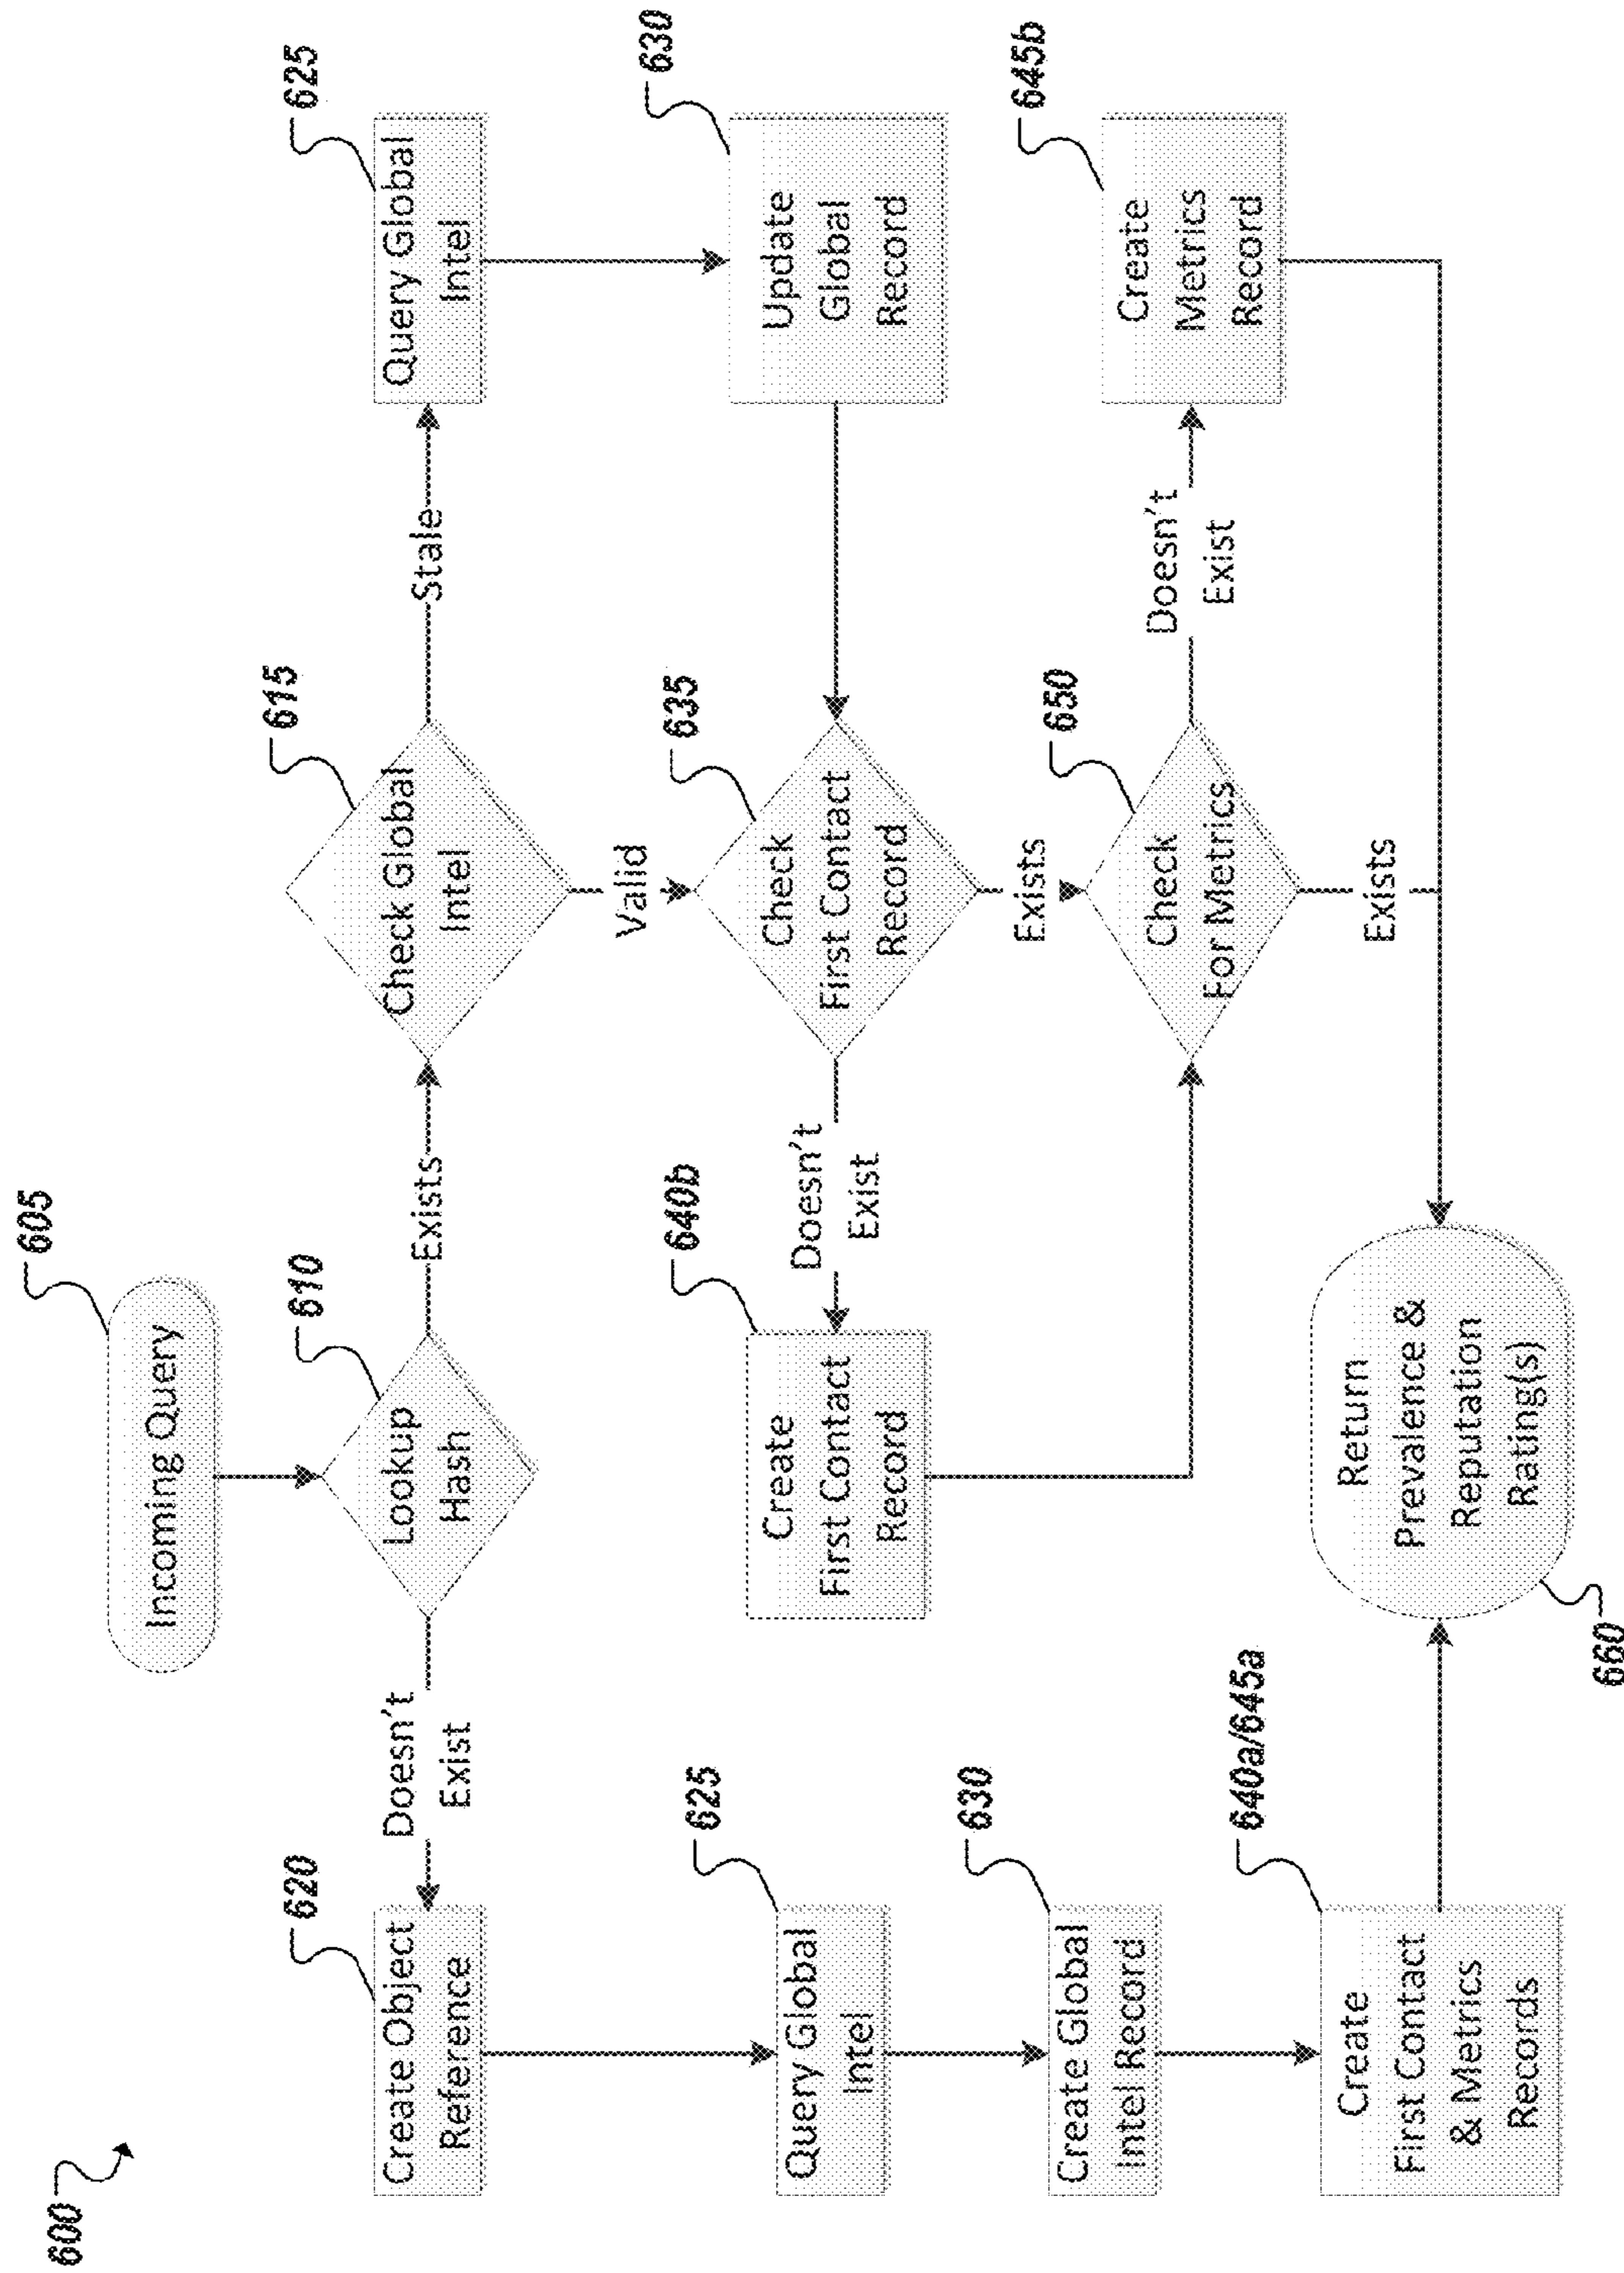 600
605
Incoming Query
610
Lookup
Hash
Exists
615
Check Global
Intel
Stale
625
Query Global
Intel
Doesn't
Exist
620
Create Object
Reference
Valid
630
Update
Global
Record
635
Check
First Contact
Record
Doesn't
Exist
640b
Create
First Contact
Record
625
Query Global
Intel
Exists
650
Check
For Metrics
Doesn't
Exist
645b
Create
Metrics
Record
630
Create Global
Intel Record
Exists
640a/645a
Create
First Contact
& Metrics
Records
Return
Prevalence &
Reputation
Rating(s)
660